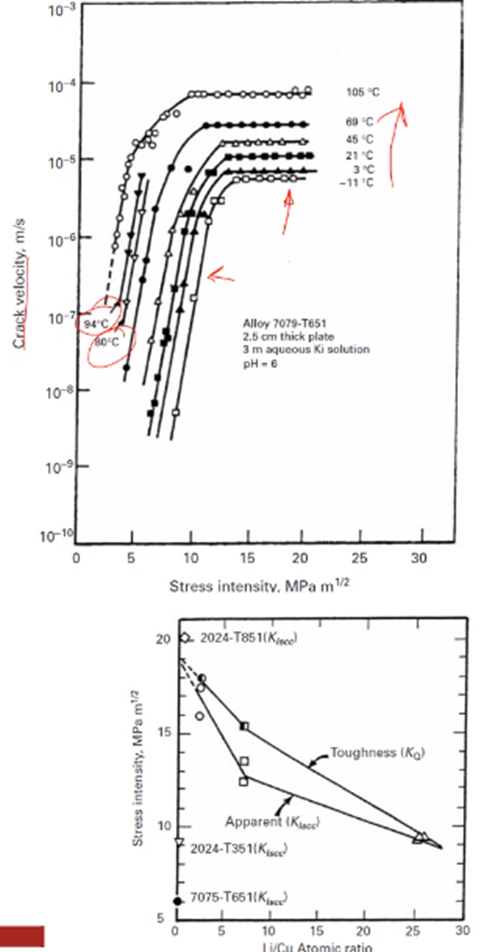 10⁻³
10⁻⁴
105 °C
69 °C
45 °C
10⁻⁵
21 °C
3 °C
−11 °C
Crack velocity, m/s
10⁻⁶
10⁻⁷
94°C
80°C
Alloy 7079-T651
2.5 cm thick plate
3 m aqueous Ki solution
pH = 6
10⁻⁸
10⁻⁹
10⁻¹⁰
0 5 10 15 20 25 30
Stress intensity, MPa m¹/²
20
2024-T851(KIscc)
Stress intensity, MPa m¹/²
15
Toughness (KQ)
Apparent (KIscc)
10
2024-T351(KIscc)
7075-T651(KIscc)
5
0 5 10 15 20 25 30
Li/Cu Atomic ratio